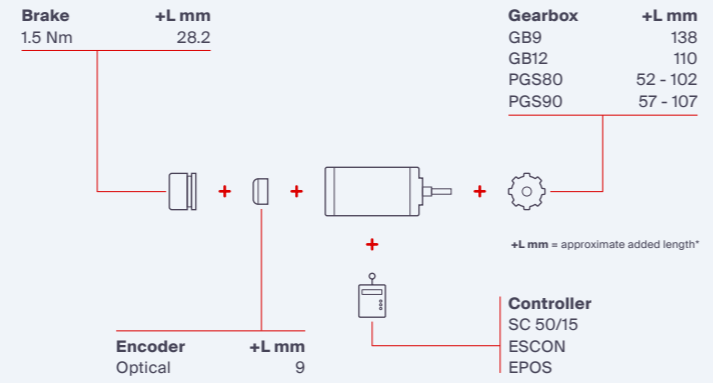 Brake +L mm
1.5 Nm 28.2
Gearbox +L mm
GB9 138
GB12 110
PGS80 52 - 102
PGS90 57 - 107
+ + +
+L mm = approximate added length*
+
Controller
SC 50/15
ESCON
EPOS
Encoder +L mm
Optical 9